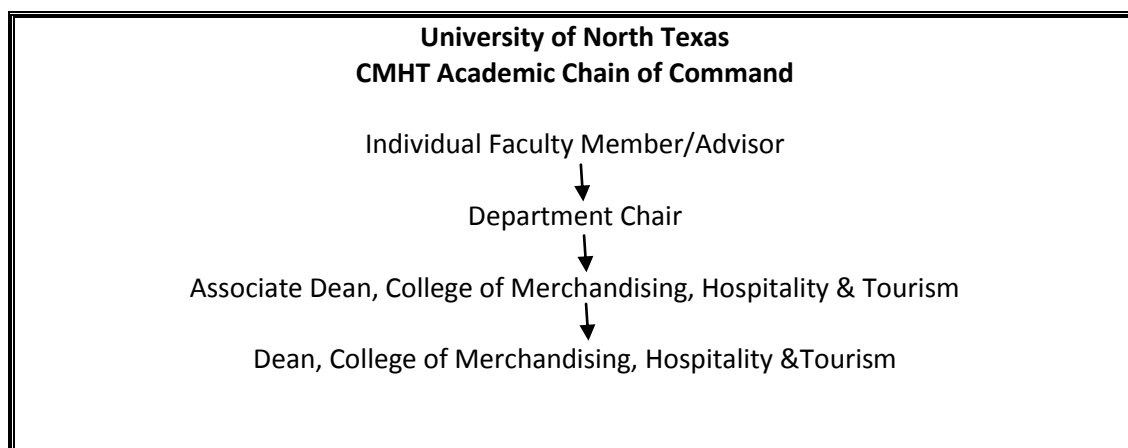 University of North Texas
CMHT Academic Chain of Command
Individual Faculty Member/Advisor
Department Chair
Associate Dean, College of Merchandising, Hospitality & Tourism
Dean, College of Merchandising, Hospitality &Tourism